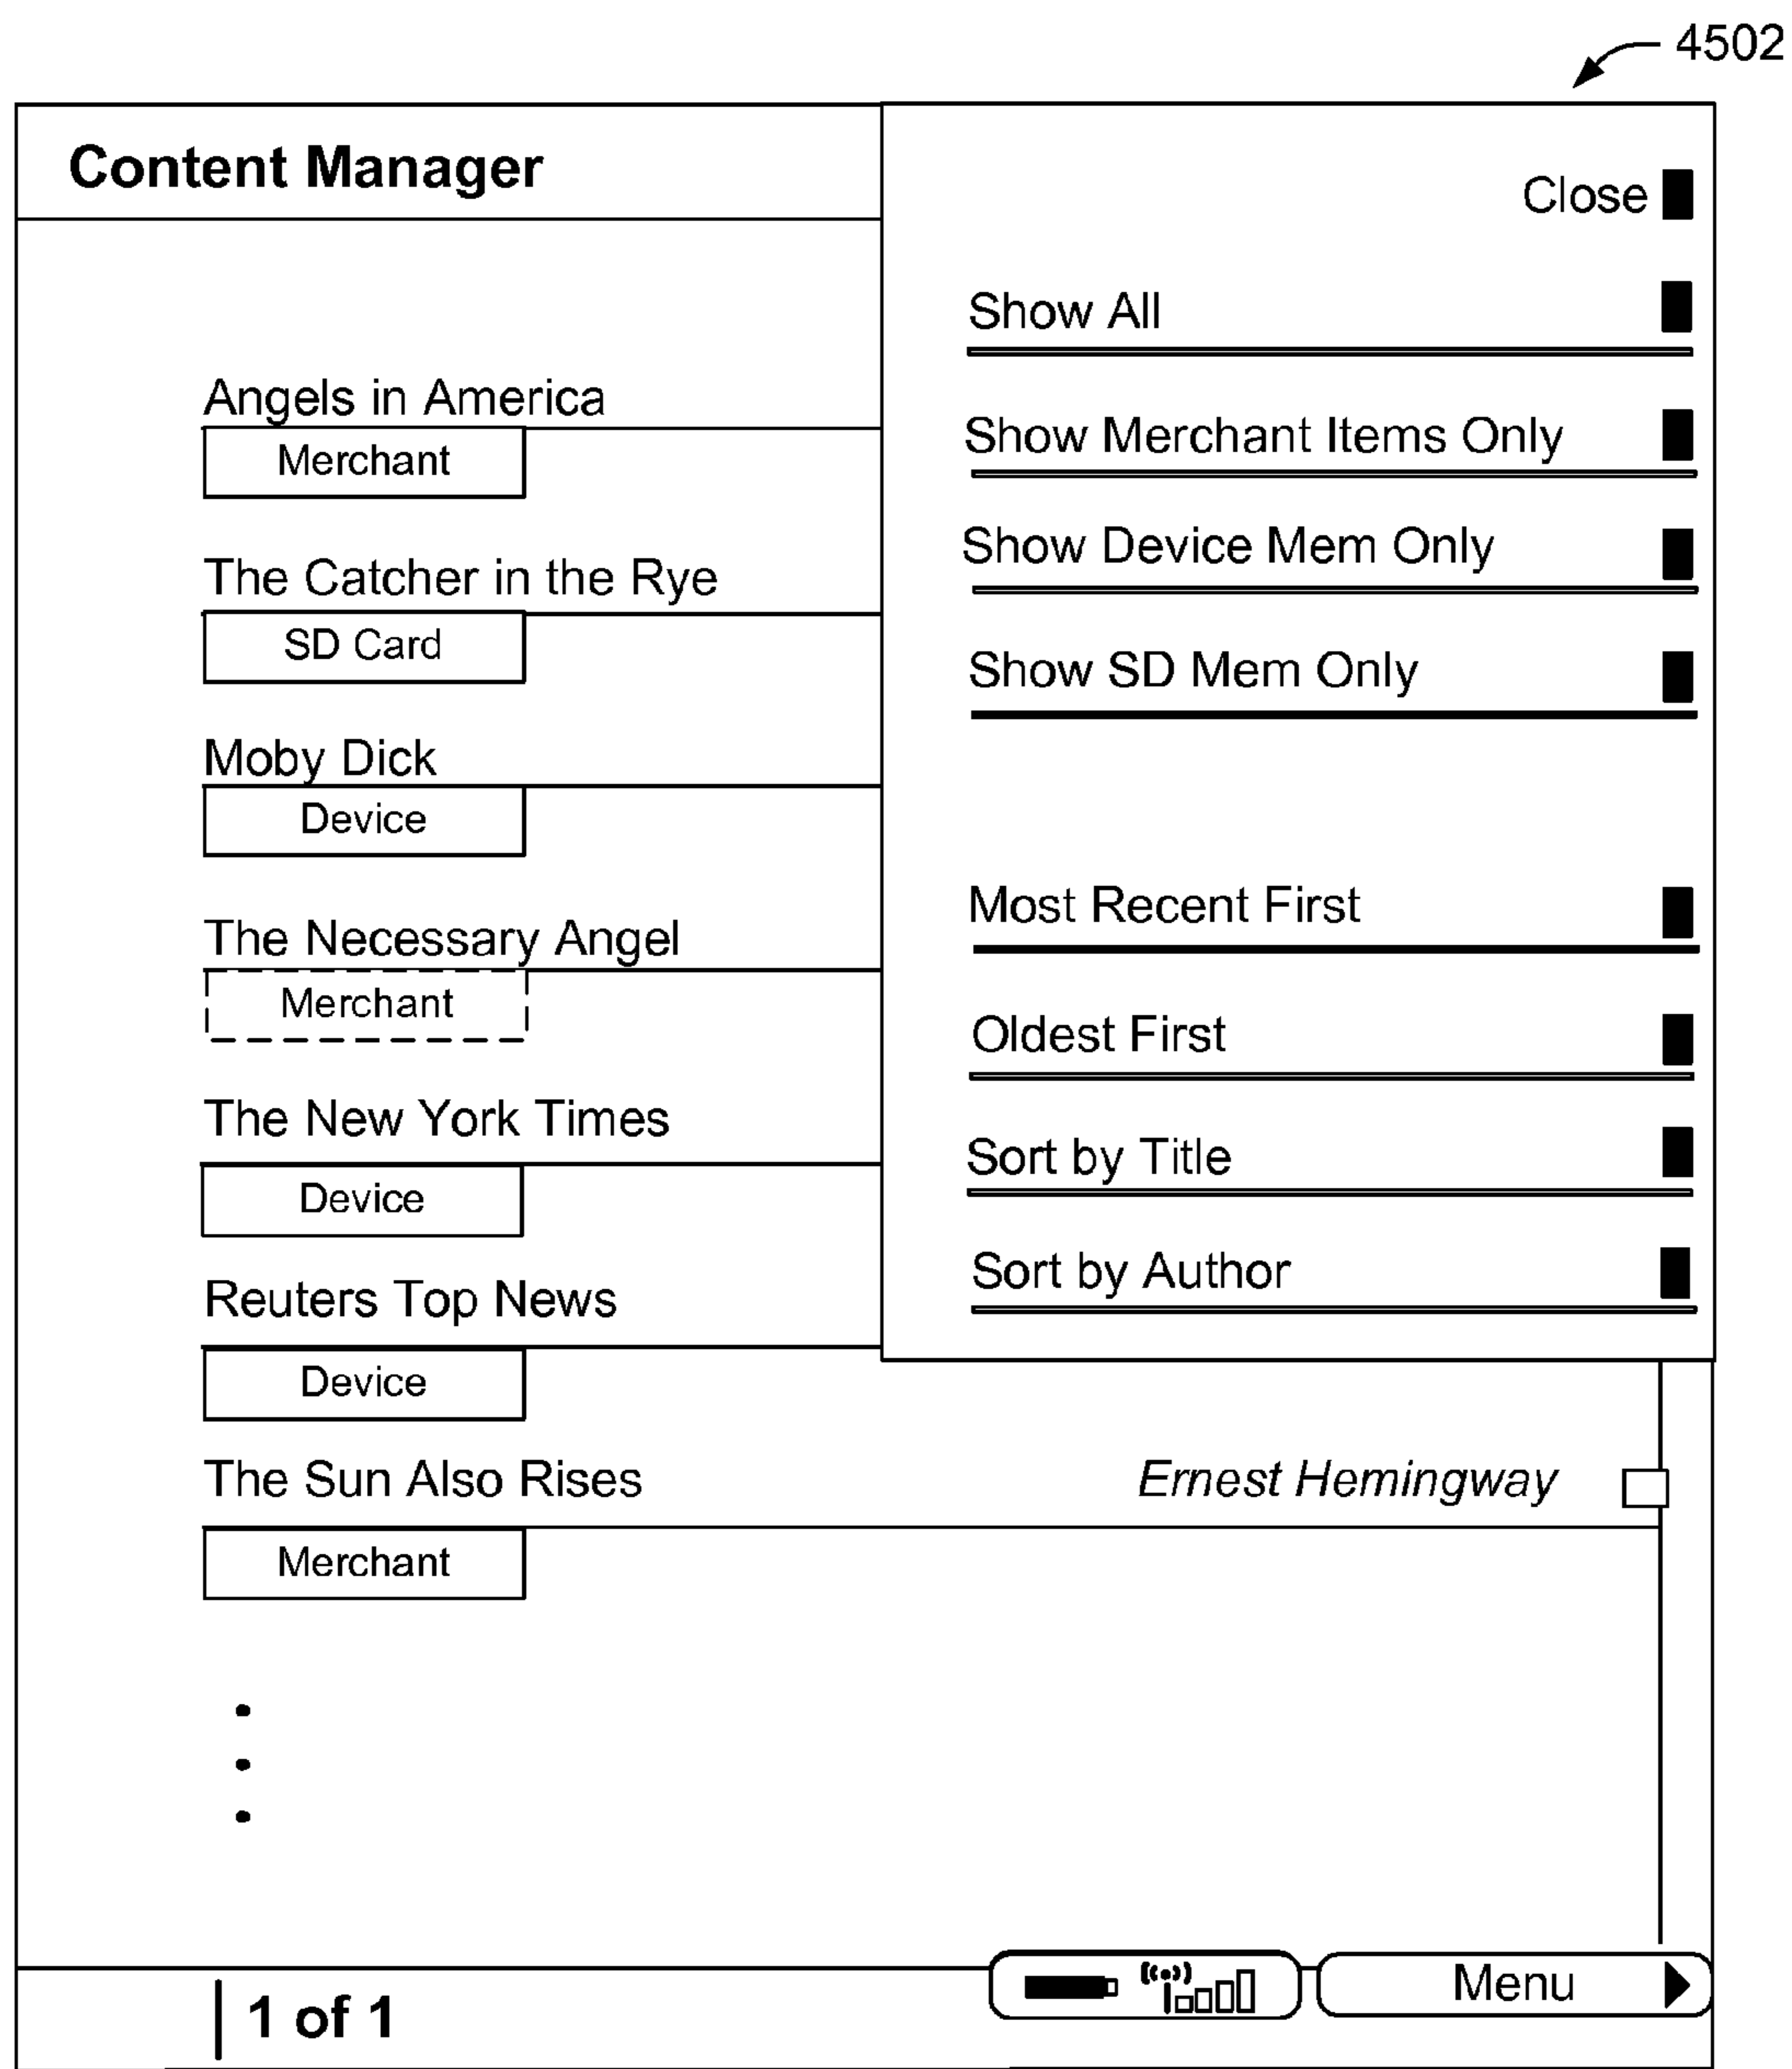 4502
Content Manager
Close
Show All
Show Merchant Items Only
Show Device Mem Only
Show SD Mem Only
Most Recent First
Oldest First
Sort by Title
Sort by Author
Angels in America
Merchant
The Catcher in the Rye
SD Card
Moby Dick
Device
The Necessary Angel
Merchant
The New York Times
Device
Reuters Top News
Device
The Sun Also Rises Ernest Hemingway
Merchant
1 of 1
Menu